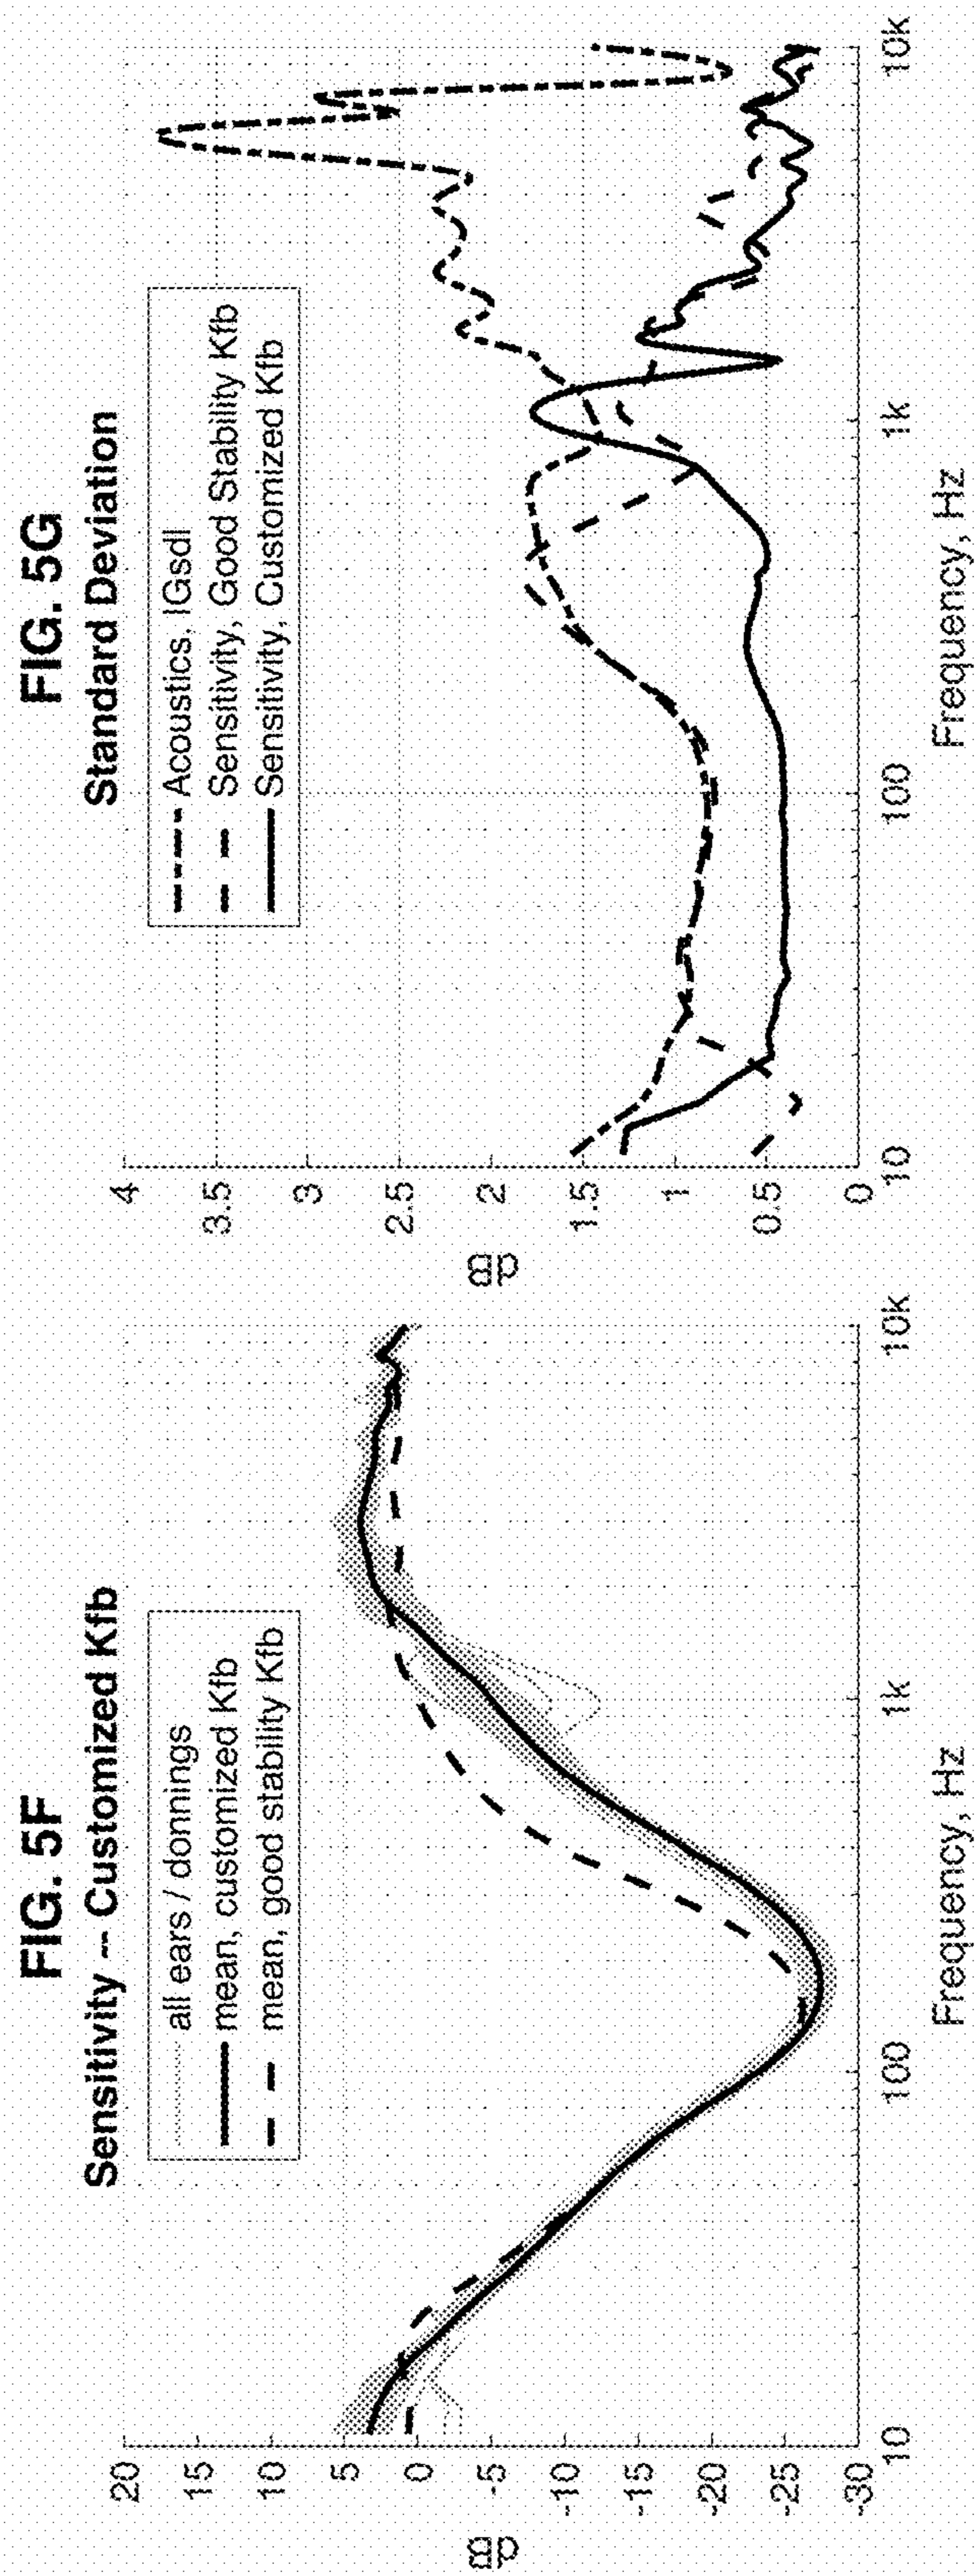 FIG. 5F
Sensitivity -- Customized Kfb
all ears / donnings
mean, customized Kfb
mean, good stability Kfb
20
15
10
5
0
-5
-10
-15
-20
-25
-30
dB
10
100
1k
10k
Frequency, Hz
FIG. 5G
Standard Deviation
Acoustics, |Gsd|
Sensitivity, Good Stability Kfb
Sensitivity, Customized Kfb
4
3.5
3
2.5
2
1.5
1
0.5
0
dB
10
100
1k
10k
Frequency, Hz